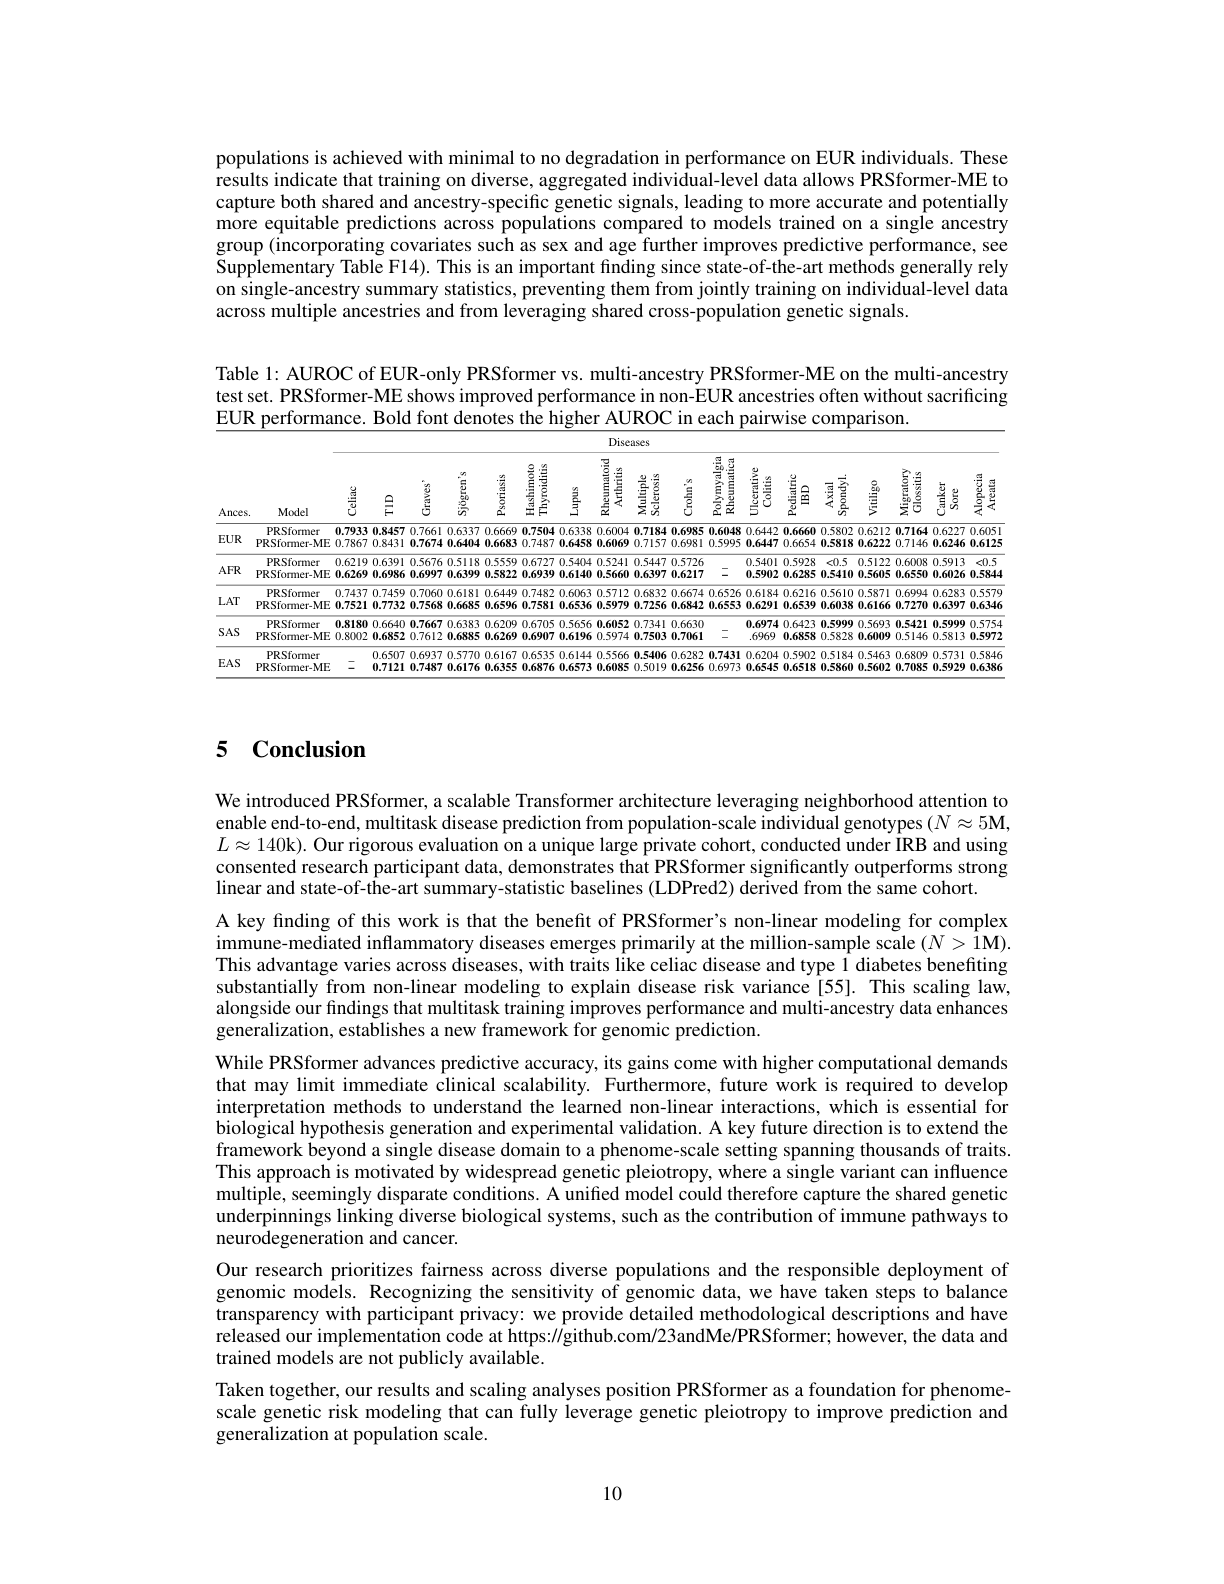 populations is achieved with minimal to no degradation in performance on EUR individuals. These
results indicate that training on diverse, aggregated individual-level data allows PRSformer-ME to
capture both shared and ancestry-specific genetic signals, leading to more accurate and potentially
more equitable predictions across populations compared to models trained on a single ancestry
group (incorporating covariates such as sex and age further improves predictive performance, see
Supplementary Table F14). This is an important finding since state-of-the-art methods generally rely
on single-ancestry summary statistics, preventing them from jointly training on individual-level data
across multiple ancestries and from leveraging shared cross-population genetic signals.
Table 1: AUROC of EUR-only PRSformer vs. multi-ancestry PRSformer-ME on the multi-ancestry
test set. PRSformer-ME shows improved performance in non-EUR ancestries often without sacrificing
EUR performance. Bold font denotes the higher AUROC in each pairwise comparison.
Diseases
Ances. Model Celiac T1D Graves' Sjögren's Psoriasis Hashimoto Thyroiditis Lupus Rheumatoid Arthritis Multiple Sclerosis Crohn's Polymyalgia Rheumatica Ulcerative Colitis Pediatric IBD Axial Spondyl. Vitiligo Migratory Glossitis Canker Sore Alopecia Areata
EUR
PRSformer 0.7933 0.8457 0.7661 0.6337 0.6669 0.7504 0.6338 0.6004 0.7184 0.6985 0.6048 0.6442 0.6660 0.5802 0.6212 0.7164 0.6227 0.6051
PRSformer-ME 0.7867 0.8431 0.7674 0.6404 0.6683 0.7487 0.6458 0.6069 0.7157 0.6981 0.5995 0.6447 0.6654 0.5818 0.6222 0.7146 0.6246 0.6125
AFR
PRSformer 0.6219 0.6391 0.5676 0.5118 0.5559 0.6727 0.5404 0.5241 0.5447 0.5726 – 0.5401 0.5928 <0.5 0.5122 0.6008 0.5913 <0.5
PRSformer-ME 0.6269 0.6986 0.6997 0.6399 0.5822 0.6939 0.6140 0.5660 0.6397 0.6217 – 0.5902 0.6285 0.5410 0.5605 0.6550 0.6026 0.5844
LAT
PRSformer 0.7437 0.7459 0.7060 0.6181 0.6449 0.7482 0.6063 0.5712 0.6832 0.6674 0.6526 0.6184 0.6216 0.5610 0.5871 0.6994 0.6283 0.5579
PRSformer-ME 0.7521 0.7732 0.7568 0.6685 0.6596 0.7581 0.6536 0.5979 0.7256 0.6842 0.6553 0.6291 0.6539 0.6038 0.6166 0.7270 0.6397 0.6346
SAS
PRSformer 0.8180 0.6640 0.7667 0.6383 0.6209 0.6705 0.5656 0.6052 0.7341 0.6630 – 0.6974 0.6423 0.5999 0.5693 0.5421 0.5999 0.5754
PRSformer-ME 0.8002 0.6852 0.7612 0.6885 0.6269 0.6907 0.6196 0.5974 0.7503 0.7061 – .6969 0.6858 0.5828 0.6009 0.5146 0.5813 0.5972
EAS
PRSformer – 0.6507 0.6937 0.5770 0.6167 0.6535 0.6144 0.5566 0.5406 0.6282 0.7431 0.6204 0.5902 0.5184 0.5463 0.6809 0.5731 0.5846
PRSformer-ME – 0.7121 0.7487 0.6176 0.6355 0.6876 0.6573 0.6085 0.5019 0.6256 0.6973 0.6545 0.6518 0.5860 0.5602 0.7085 0.5929 0.6386
5 Conclusion
We introduced PRSformer, a scalable Transformer architecture leveraging neighborhood attention to
enable end-to-end, multitask disease prediction from population-scale individual genotypes (N ≈ 5M,
L ≈ 140k). Our rigorous evaluation on a unique large private cohort, conducted under IRB and using
consented research participant data, demonstrates that PRSformer significantly outperforms strong
linear and state-of-the-art summary-statistic baselines (LDPred2) derived from the same cohort.
A key finding of this work is that the benefit of PRSformer's non-linear modeling for complex
immune-mediated inflammatory diseases emerges primarily at the million-sample scale (N > 1M).
This advantage varies across diseases, with traits like celiac disease and type 1 diabetes benefiting
substantially from non-linear modeling to explain disease risk variance [55]. This scaling law,
alongside our findings that multitask training improves performance and multi-ancestry data enhances
generalization, establishes a new framework for genomic prediction.
While PRSformer advances predictive accuracy, its gains come with higher computational demands
that may limit immediate clinical scalability. Furthermore, future work is required to develop
interpretation methods to understand the learned non-linear interactions, which is essential for
biological hypothesis generation and experimental validation. A key future direction is to extend the
framework beyond a single disease domain to a phenome-scale setting spanning thousands of traits.
This approach is motivated by widespread genetic pleiotropy, where a single variant can influence
multiple, seemingly disparate conditions. A unified model could therefore capture the shared genetic
underpinnings linking diverse biological systems, such as the contribution of immune pathways to
neurodegeneration and cancer.
Our research prioritizes fairness across diverse populations and the responsible deployment of
genomic models. Recognizing the sensitivity of genomic data, we have taken steps to balance
transparency with participant privacy: we provide detailed methodological descriptions and have
released our implementation code at https://github.com/23andMe/PRSformer; however, the data and
trained models are not publicly available.
Taken together, our results and scaling analyses position PRSformer as a foundation for phenome-
scale genetic risk modeling that can fully leverage genetic pleiotropy to improve prediction and
generalization at population scale.
10